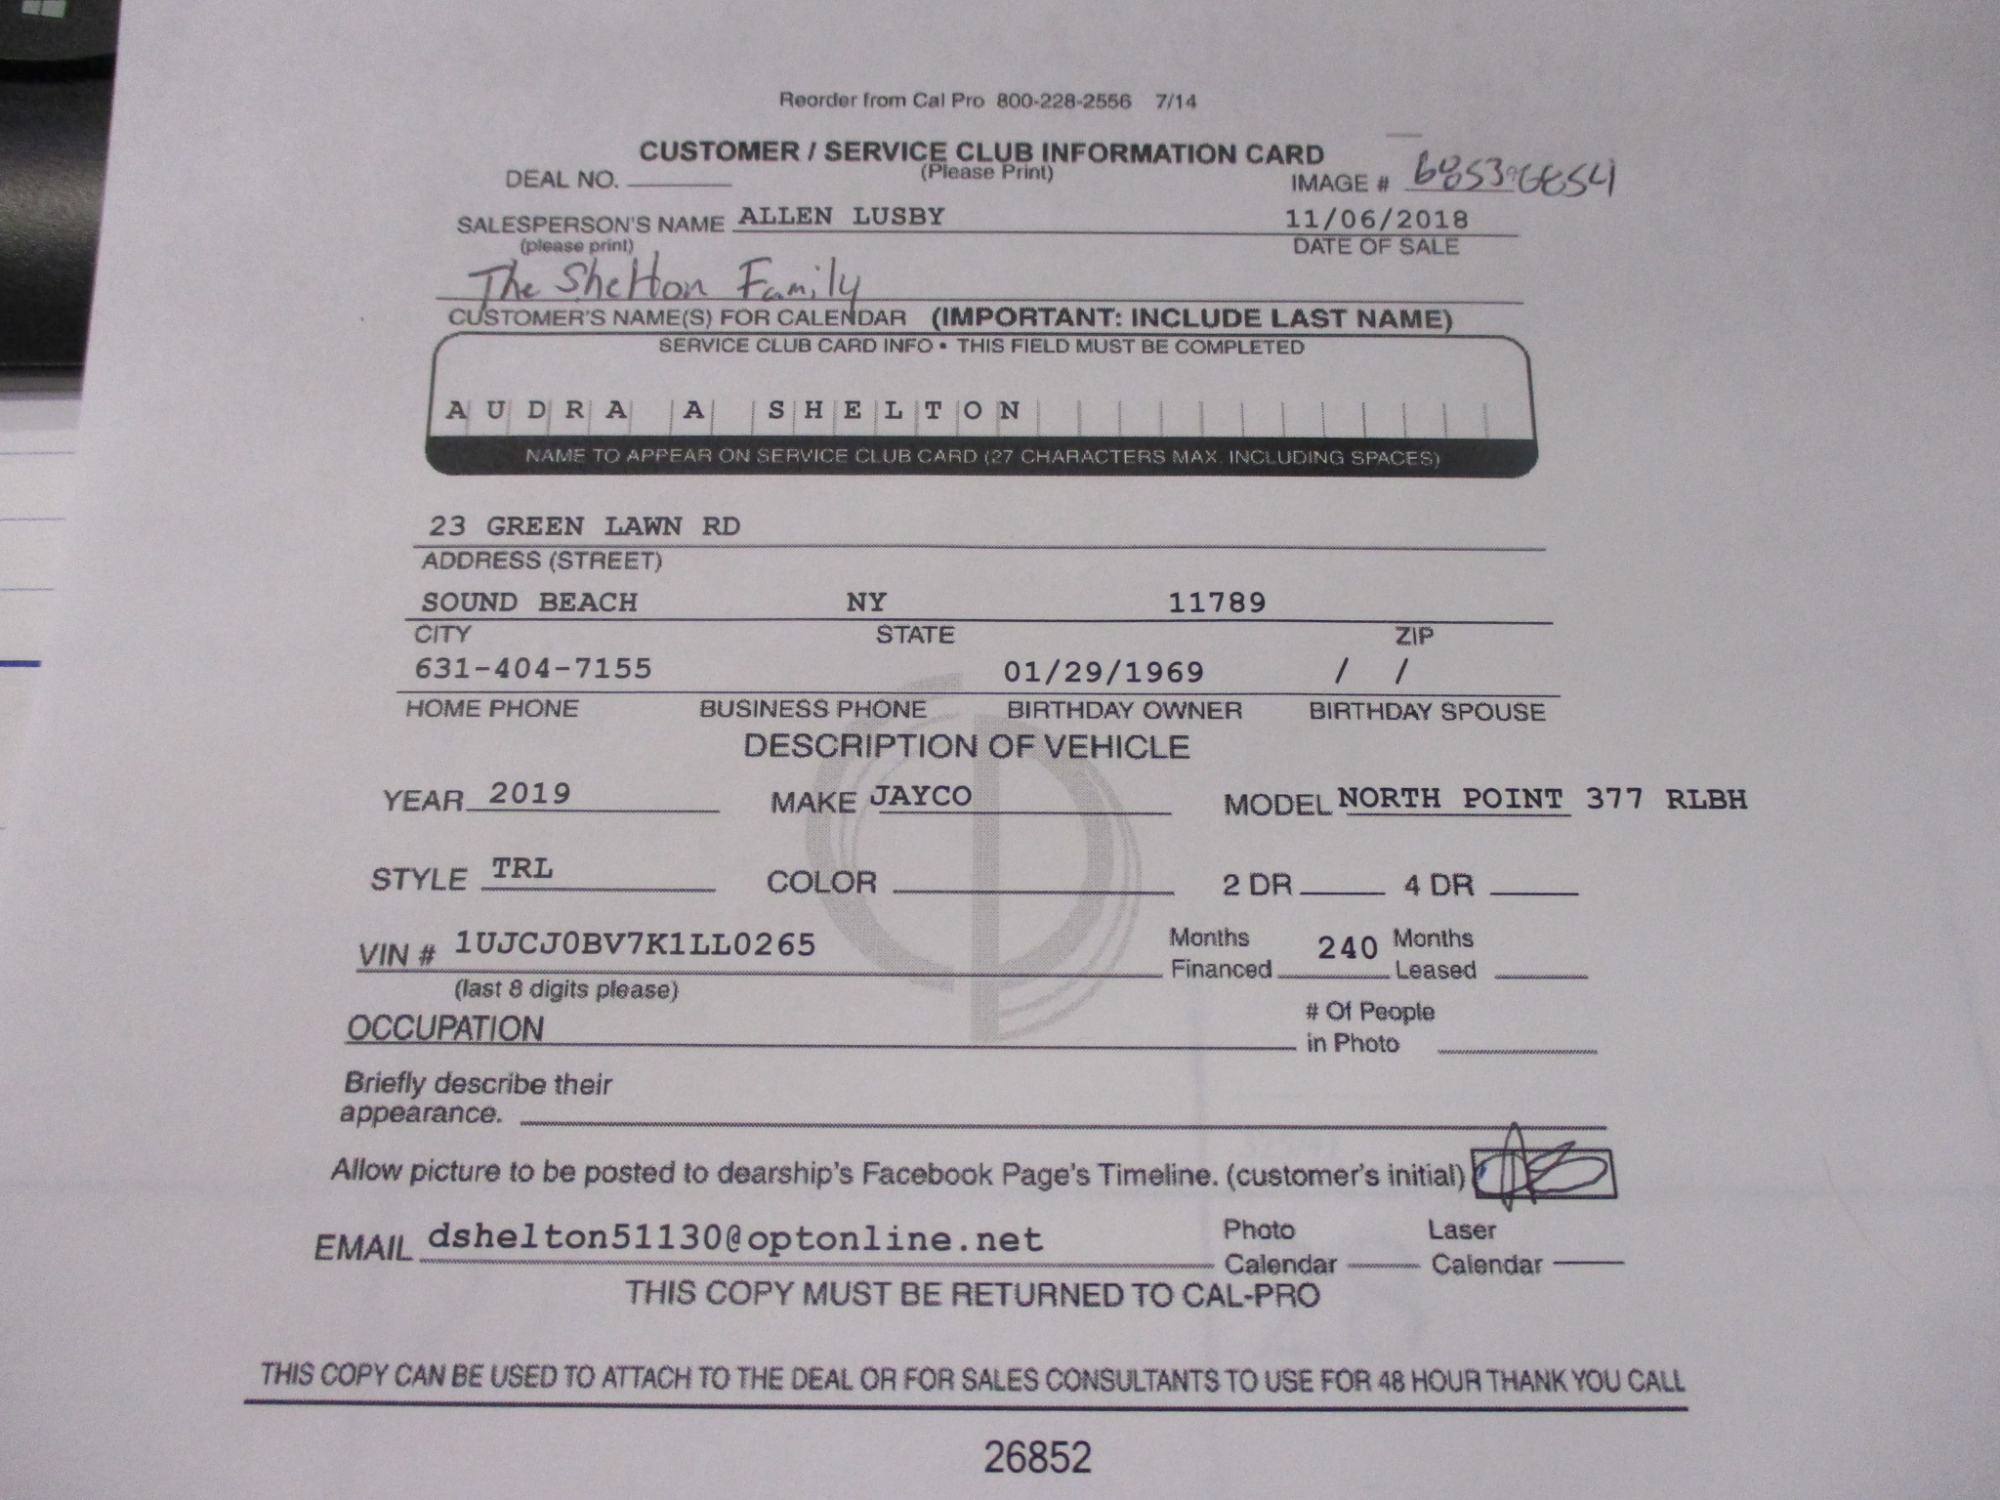 Reorder from Cal Pro 800-228-2556 7/14
CUSTOMER / SERVICE CLUB INFORMATION CARD
(Please Print)
DEAL NO.
IMAGE #
SALESPERSON'S NAME ALLEN LUSBY 11/06/2018
(please print) DATE OF SALE
The Shelton Family
CUSTOMER'S NAME(S) FOR CALENDAR (IMPORTANT: INCLUDE LAST NAME)
SERVICE CLUB CARD INFO • THIS FIELD MUST BE COMPLETED
AUDRA A SHELTON
NAME TO APPEAR ON SERVICE CLUB CARD (27 CHARACTERS MAX. INCLUDING SPACES)
23 GREEN LAWN RD
ADDRESS (STREET)
SOUND BEACH NY 11789
CITY STATE ZIP
631-404-7155 01/29/1969 / /
HOME PHONE BUSINESS PHONE BIRTHDAY OWNER BIRTHDAY SPOUSE
DESCRIPTION OF VEHICLE
YEAR 2019 MAKE JAYCO MODEL NORTH POINT 377 RLBH
STYLE TRL COLOR 2 DR 4 DR
VIN # 1UJCJ0BV7K1LL0265 Months Financed 240 Months Leased
(last 8 digits please)
OCCUPATION # Of People in Photo
Briefly describe their
appearance.
Allow picture to be posted to dearship's Facebook Page's Timeline. (customer's initial)
EMAIL dshelton51130@optonline.net Photo Calendar Laser Calendar
THIS COPY MUST BE RETURNED TO CAL-PRO
THIS COPY CAN BE USED TO ATTACH TO THE DEAL OR FOR SALES CONSULTANTS TO USE FOR 48 HOUR THANK YOU CALL
26852